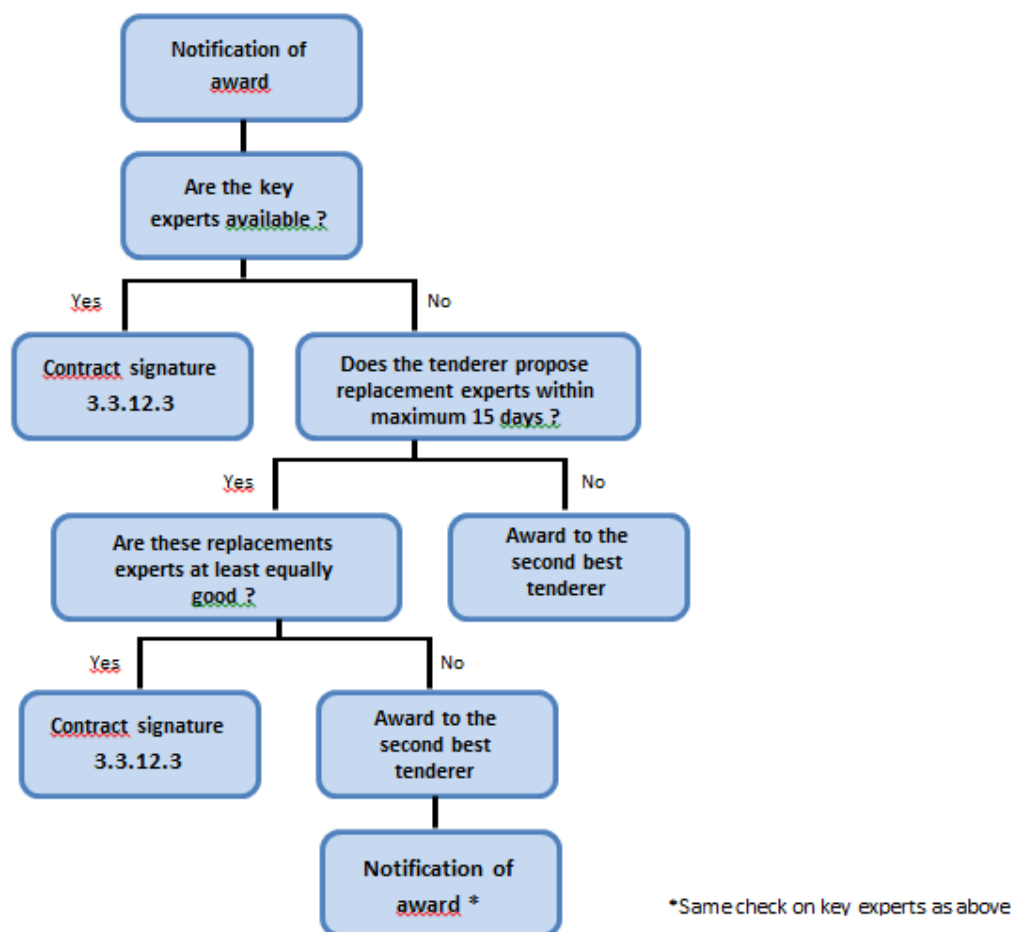 Notification of
award
Are the key
experts available ?
Yes
No
Contract signature
3.3.12.3
Does the tenderer propose
replacement experts within
maximum 15 days ?
Yes
No
Are these replacements
experts at least equally
good ?
Award to the
second best
tenderer
Yes
No
Contract signature
3.3.12.3
Award to the
second best
tenderer
Notification of
award *
*Same check on key experts as above